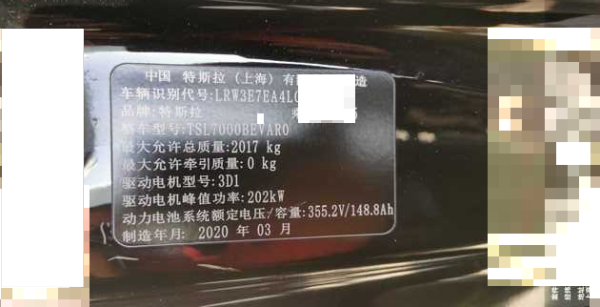 中国 特斯拉(上海)有 造
车辆识别代号:LRW3E7EA4L
品牌:特斯拉
整车型号:TSL7000BEVAR0
最大允许总质量:2017 kg
最大允许牵引质量:0 kg
驱动电机型号:3D1
驱动电机峰值功率:202kW
动力电池系统额定电压/容量:355.2V/148.8Ah
制造年月: 2020 年 03 月